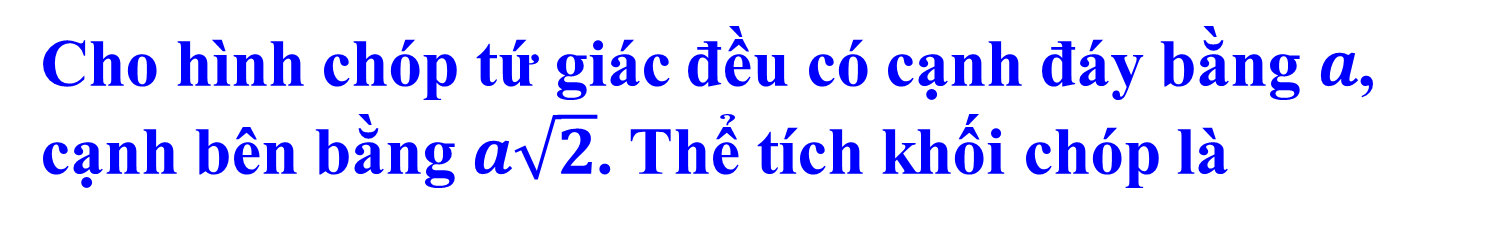 Cho hình chóp tứ giác đều có cạnh đáy bằng a,
cạnh bên bằng a√2. Thể tích khối chóp là